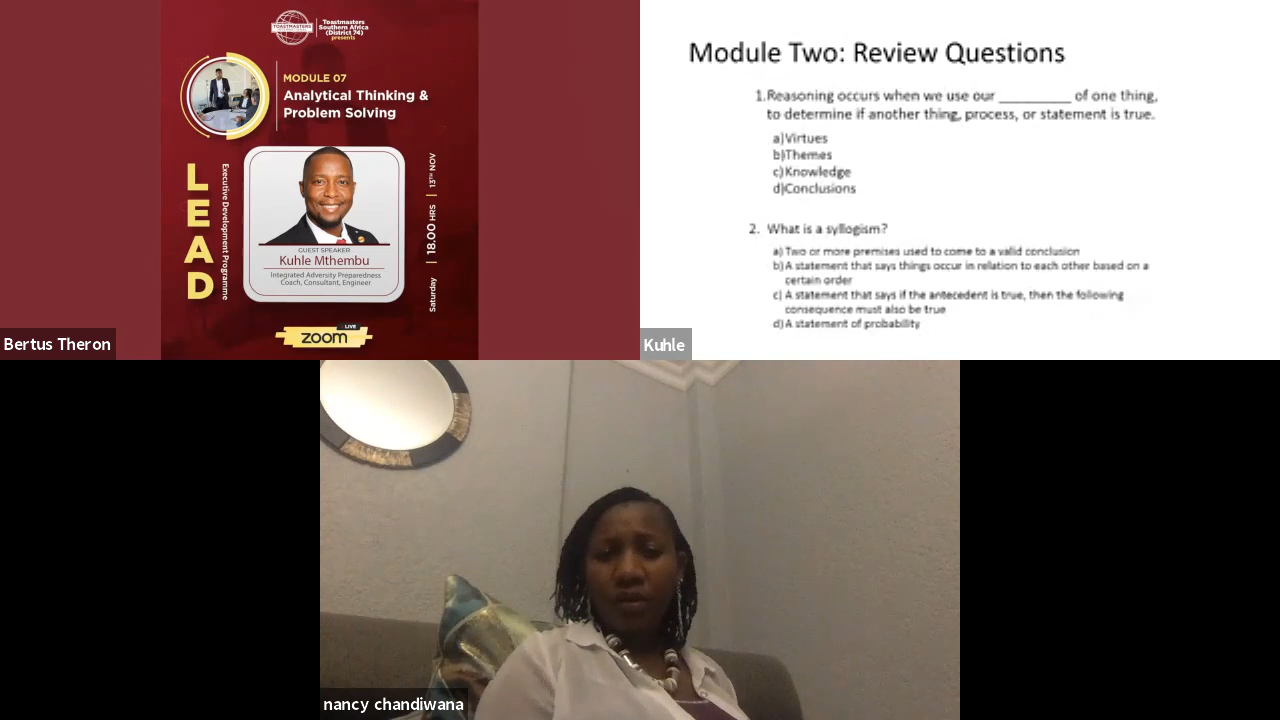 Toastmasters
Southern Africa
(District 74)
presents
TOASTMASTERS
MODULE 07
Analytical Thinking &
Problem Solving
LEAD
Executive Development Programme
GUEST SPEAKER
Kuhle Mthembu
Integrated Adversity Preparedness
Coach, Consultant, Engineer
Saturday | 18.00 HRS | 13TH NOV
LIVE
zoom
Bertus Theron
Module Two: Review Questions
1.Reasoning occurs when we use our __________ of one thing,
to determine if another thing, process, or statement is true.
a)Virtues
b)Themes
c)Knowledge
d)Conclusions
2. What is a syllogism?
a) Two or more premises used to come to a valid conclusion
b) A statement that says things occur in relation to each other based on a
certain order
c) A statement that says if the antecedent is true, then the following
consequence must also be true
d) A statement of probability
Kuhle
nancy chandiwana